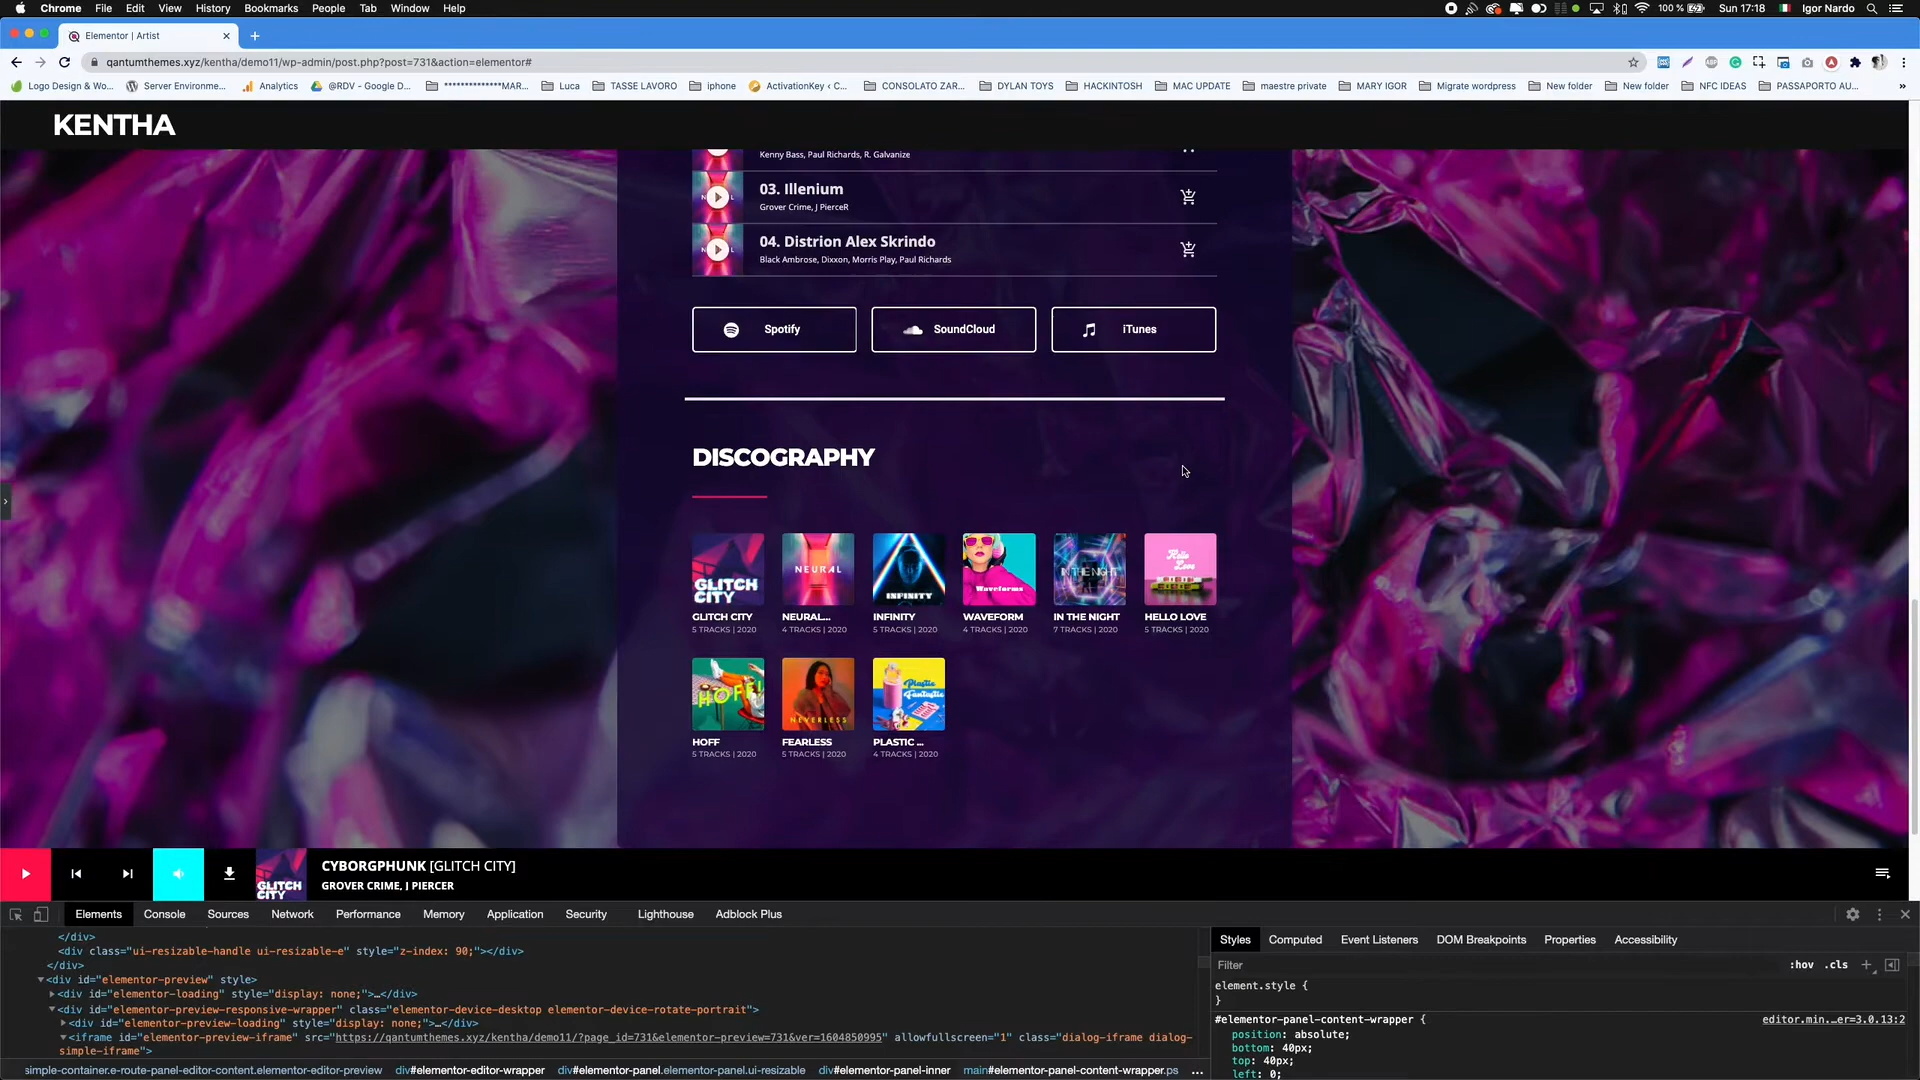 Chrome File Edit View History Bookmarks People Tab Window Help 100 % Sun 17:18 Igor Nardo
Elementor | Artist
qantumthemes.xyz/kentha/demo11/wp-admin/post.php?post=731&action=elementor#
Logo Design & Wo... Server Environme... Analytics @RDV - Google D... **************MAR... Luca TASSE LAVORO iphone ActivationKey < C... CONSOLATO ZAR... DYLAN TOYS HACKINTOSH MAC UPDATE maestre private MARY IGOR Migrate wordpress New folder New folder NFC IDEAS PASSAPORTO AU... »
KENTHA
Kenny Bass, Paul Richards, R. Galvanize
03. Illenium
Grover Crime, J PierceR
04. Distrion Alex Skrindo
Black Ambrose, Dixxon, Morris Play, Paul Richards
Spotify SoundCloud iTunes
DISCOGRAPHY
GLITCH CITY NEURAL INFINITY Waveforms IN THE NIGHT Hello Love
GLITCH CITY NEURAL... INFINITY WAVEFORM IN THE NIGHT HELLO LOVE
5 TRACKS | 2020 4 TRACKS | 2020 5 TRACKS | 2020 4 TRACKS | 2020 7 TRACKS | 2020 5 TRACKS | 2020
HOFF! NEVERLESS Plastic Fantastic
HOFF FEARLESS PLASTIC ...
5 TRACKS | 2020 5 TRACKS | 2020 4 TRACKS | 2020
GLITCH CITY
CYBORGPHUNK [GLITCH CITY]
GROVER CRIME, J PIERCER
Elements Console Sources Network Performance Memory Application Security Lighthouse Adblock Plus
</div>
<div class="ui-resizable-handle ui-resizable-e" style="z-index: 90;"></div>
</div>
<div id="elementor-preview" style>
<div id="elementor-loading" style="display: none;">…</div>
<div id="elementor-preview-responsive-wrapper" class="elementor-device-desktop elementor-device-rotate-portrait">
<div id="elementor-preview-loading" style="display: none;">…</div>
<iframe id="elementor-preview-iframe" src="https://qantumthemes.xyz/kentha/demo11/?page_id=731&elementor-preview=731&ver=1604850995" allowfullscreen="1" class="dialog-iframe dialog-
simple-iframe">
simple-container.e-route-panel-editor-content.elementor-editor-preview div#elementor-editor-wrapper div#elementor-panel.elementor-panel.ui-resizable div#elementor-panel-inner main#elementor-panel-content-wrapper.ps ...
Styles Computed Event Listeners DOM Breakpoints Properties Accessibility
Filter :hov .cls +
element.style {
}
#elementor-panel-content-wrapper { editor.min.…er=3.0.13:2
position: absolute;
bottom: 40px;
top: 40px;
left: 0;